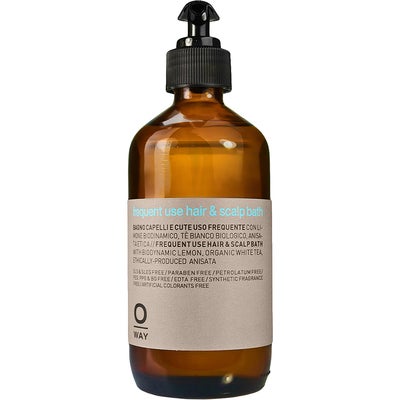 frequent use hair & scalp bath
BAGNO CAPELLI E CUTE USO FREQUENTE CON LI-
MONE BIODINAMICO, TÈ BIANCO BIOLOGICO, ANISA-
TA ETICA // FREQUENT USE HAIR & SCALP BATH
WITH BIODYNAMIC LEMON, ORGANIC WHITE TEA,
ETHICALLY-PRODUCED ANISATA
SLS & SLES FREE / PARABEN FREE / PETROLATUM FREE /
PEG, PPG & BG FREE / EDTA FREE / SYNTHETIC FRAGRANCE
FREE / ARTIFICIAL COLORANTS FREE
O
WAY